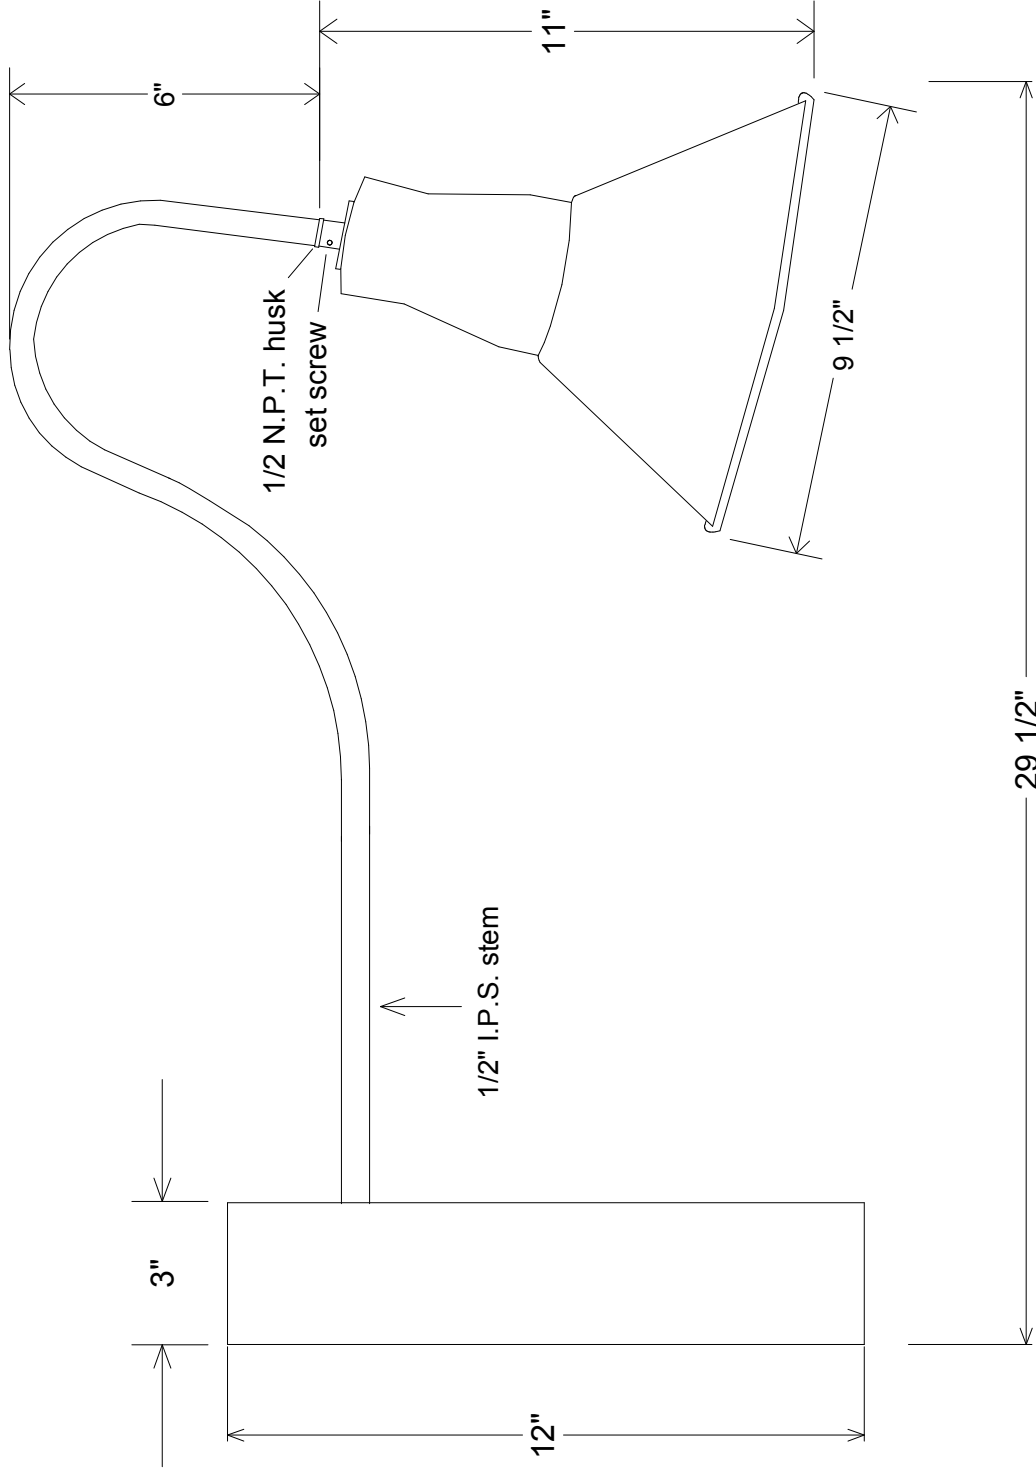 6"
11"
1/2 N.P.T. husk
set screw
9 1/2"
1/2" I.P.S. stem
3"
12"
29 1/2"